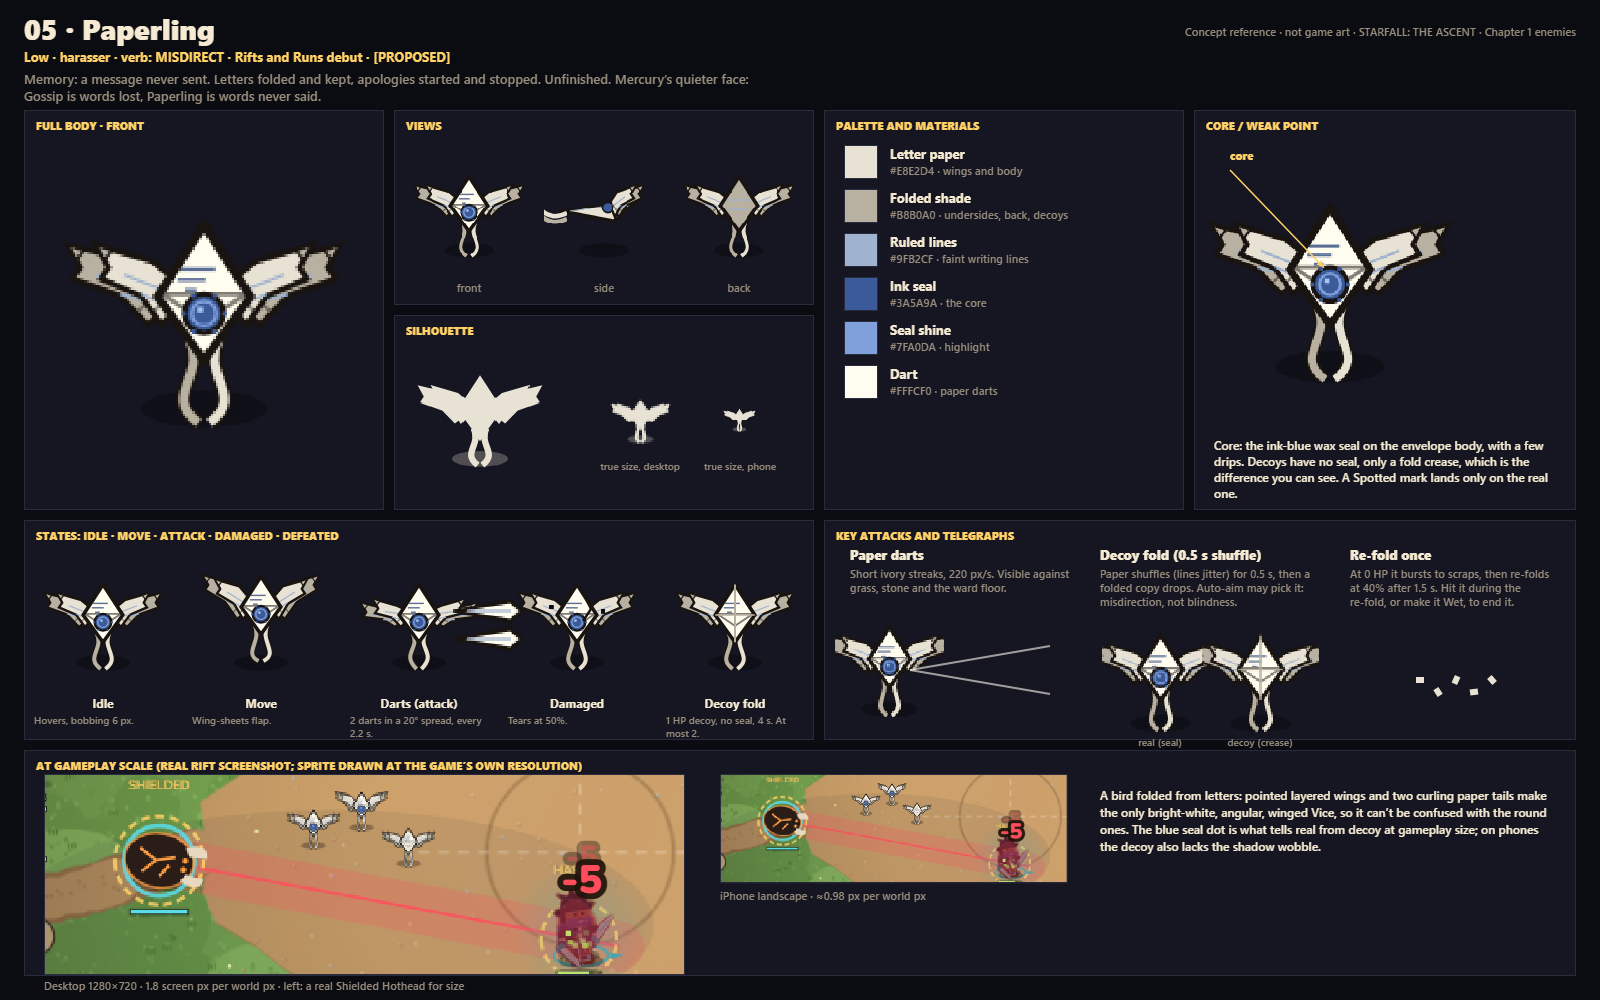 05 · Paperling
Concept reference · not game art · STARFALL: THE ASCENT · Chapter 1 enemies
Low · harasser · verb: MISDIRECT · Rifts and Runs debut · [PROPOSED]
Memory: a message never sent. Letters folded and kept, apologies started and stopped. Unfinished. Mercury's quieter face:
Gossip is words lost, Paperling is words never said.
FULL BODY · FRONT
VIEWS
front
side
back
SILHOUETTE
true size, desktop
true size, phone
PALETTE AND MATERIALS
Letter paper
#E8E2D4 · wings and body
Folded shade
#B8B0A0 · undersides, back, decoys
Ruled lines
#9FB2CF · faint writing lines
Ink seal
#3A5A9A · the core
Seal shine
#7FA0DA · highlight
Dart
#FFFCF0 · paper darts
CORE / WEAK POINT
core
Core: the ink-blue wax seal on the envelope body, with a few
drips. Decoys have no seal, only a fold crease, which is the
difference you can see. A Spotted mark lands only on the real
one.
STATES: IDLE · MOVE · ATTACK · DAMAGED · DEFEATED
Idle
Hovers, bobbing 6 px.
Move
Wing-sheets flap.
Darts (attack)
2 darts in a 20° spread, every
2.2 s.
Damaged
Tears at 50%.
Decoy fold
1 HP decoy, no seal, 4 s. At
most 2.
KEY ATTACKS AND TELEGRAPHS
Paper darts
Short ivory streaks, 220 px/s. Visible against
grass, stone and the ward floor.
Decoy fold (0.5 s shuffle)
Paper shuffles (lines jitter) for 0.5 s, then a
folded copy drops. Auto-aim may pick it:
misdirection, not blindness.
real (seal)
decoy (crease)
Re-fold once
At 0 HP it bursts to scraps, then re-folds
at 40% after 1.5 s. Hit it during the
re-fold, or make it Wet, to end it.
AT GAMEPLAY SCALE (REAL RIFT SCREENSHOT; SPRITE DRAWN AT THE GAME'S OWN RESOLUTION)
SHIELDED
-5
Desktop 1280×720 · 1.8 screen px per world px · left: a real Shielded Hothead for size
SHIELDED
-5
iPhone landscape · ≈0.98 px per world px
A bird folded from letters: pointed layered wings and two curling paper tails make
the only bright-white, angular, winged Vice, so it can't be confused with the round
ones. The blue seal dot is what tells real from decoy at gameplay size; on phones
the decoy also lacks the shadow wobble.